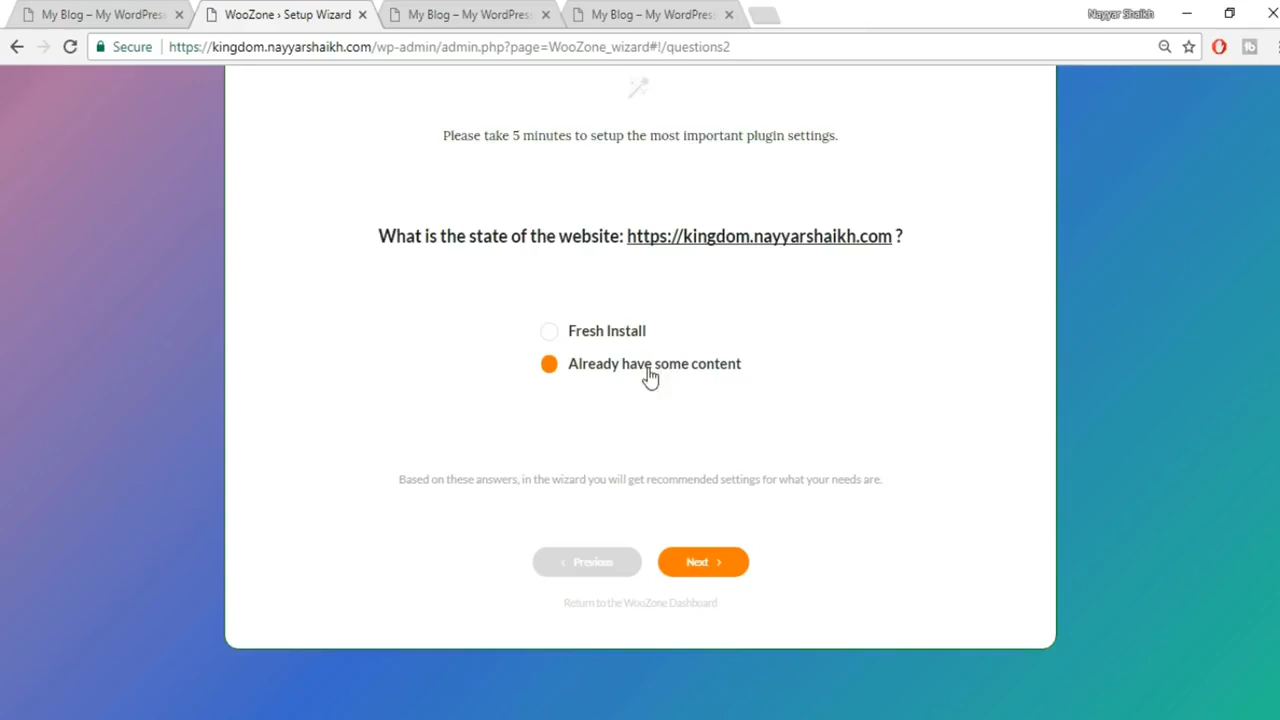 My Blog – My WordPress
WooZone › Setup Wizard
My Blog – My WordPress
My Blog – My WordPress
Nayyar Shaikh
Secure
https://kingdom.nayyarshaikh.com/wp-admin/admin.php?page=WooZone_wizard#!/questions2
Please take 5 minutes to setup the most important plugin settings.
What is the state of the website: https://kingdom.nayyarshaikh.com ?
Fresh Install
Already have some content
Based on these answers, in the wizard you will get recommended settings for what your needs are.
‹ Previous
Next ›
Return to the WooZone Dashboard